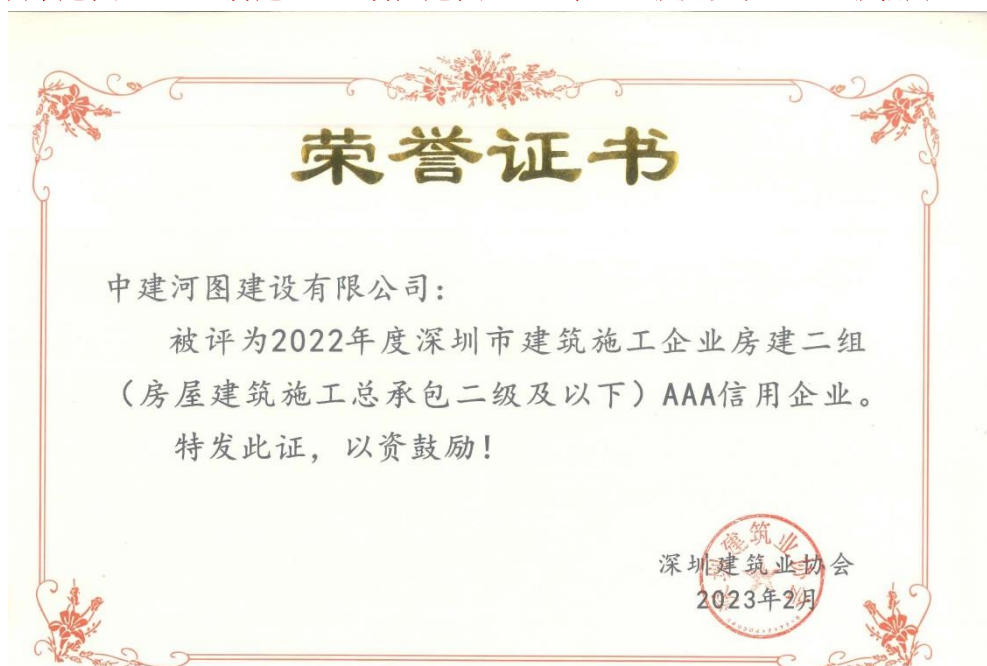 荣誉证书
中建河图建设有限公司：
被评为2022年度深圳市建筑施工企业房建二组
（房屋建筑施工总承包二级及以下）AAA信用企业。
特发此证，以资鼓励！
深圳建筑业协会
2023年2月